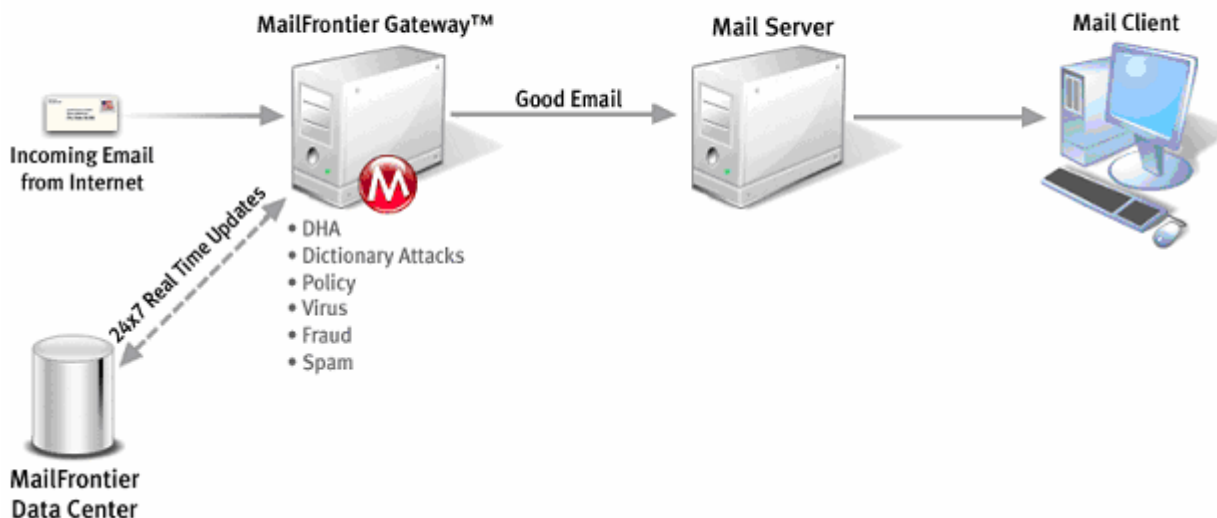 MailFrontier Gateway™
Mail Server
Mail Client
Good Email
Incoming Email
from Internet
M
24x7 Real Time Updates
• DHA
• Dictionary Attacks
• Policy
• Virus
• Fraud
• Spam
MailFrontier
Data Center